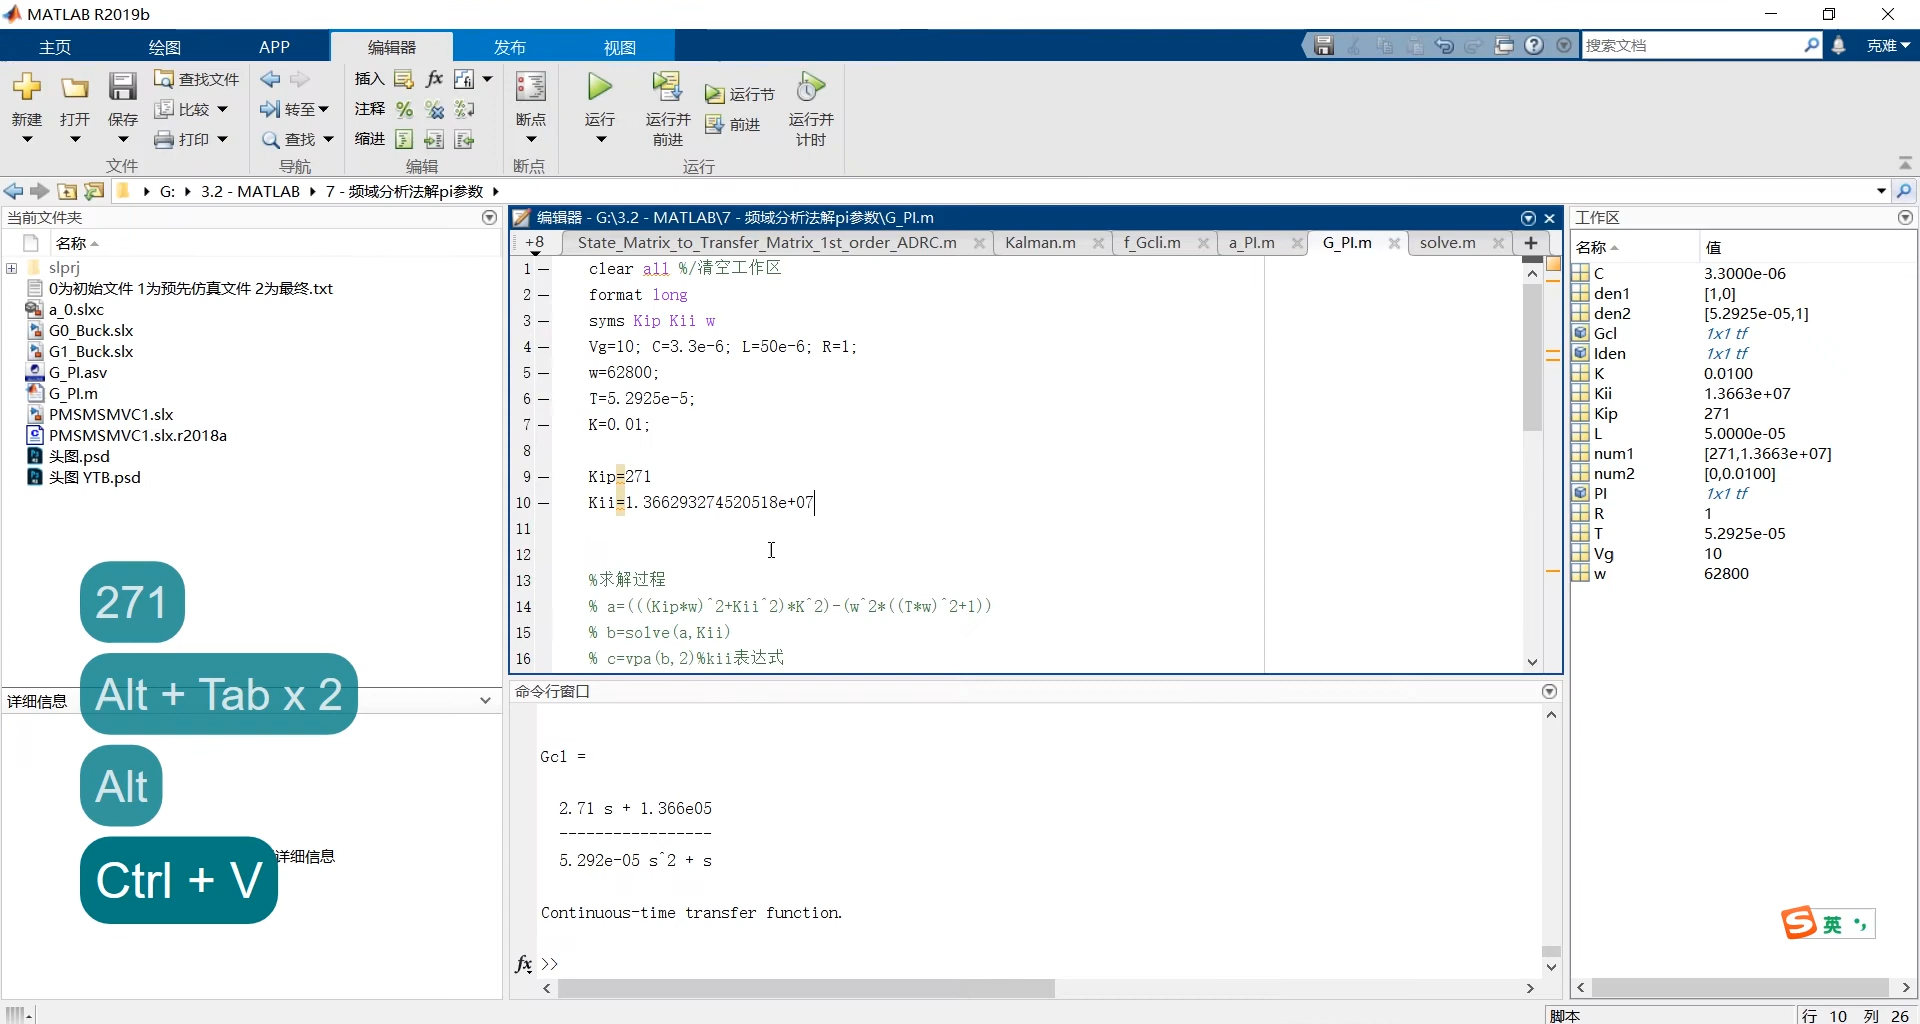 MATLAB R2019b
主页 绘图 APP 编辑器 发布 视图 搜索文档 克难
新建 打开 保存 查找文件 比较 打印 转至 查找 插入 fx 注释 缩进 断点 运行 运行并前进 运行节 前进 运行并计时
文件 导航 编辑 断点 运行
G: 3.2 - MATLAB 7 - 频域分析法解pi参数
当前文件夹
名称
slprj
0为初始文件 1为预先仿真文件 2为最终.txt
a_0.slxc
G0_Buck.slx
G1_Buck.slx
G_PI.asv
G_PI.m
PMSMSMVC1.slx
PMSMSMVC1.slx.r2018a
头图.psd
头图 YTB.psd
详细信息
详细信息
271
Alt + Tab x 2
Alt
Ctrl + V
编辑器 - G:\3.2 - MATLAB\7 - 频域分析法解pi参数\G_PI.m
+8 State_Matrix_to_Transfer_Matrix_1st_order_ADRC.m Kalman.m f_Gcli.m a_PI.m G_PI.m solve.m
1 clear all %/清空工作区
2 format long
3 syms Kip Kii w
4 Vg=10; C=3.3e-6; L=50e-6; R=1;
5 w=62800;
6 T=5.2925e-5;
7 K=0.01;
8
9 Kip=271
10 Kii=1.366293274520518e+07
11
12
13 %求解过程
14 % a=(((Kip*w)^2+Kii^2)*K^2)-(w^2*((T*w)^2+1))
15 % b=solve(a,Kii)
16 % c=vpa(b,2)%kii表达式
命令行窗口
Gcl =
2.71 s + 1.366e05
-----------------
5.292e-05 s^2 + s
Continuous-time transfer function.
fx >>
工作区
名称 值
C 3.3000e-06
den1 [1,0]
den2 [5.2925e-05,1]
Gcl 1x1 tf
Iden 1x1 tf
K 0.0100
Kii 1.3663e+07
Kip 271
L 5.0000e-05
num1 [271,1.3663e+07]
num2 [0,0.0100]
PI 1x1 tf
R 1
T 5.2925e-05
Vg 10
w 62800
英
脚本 行 10 列 26